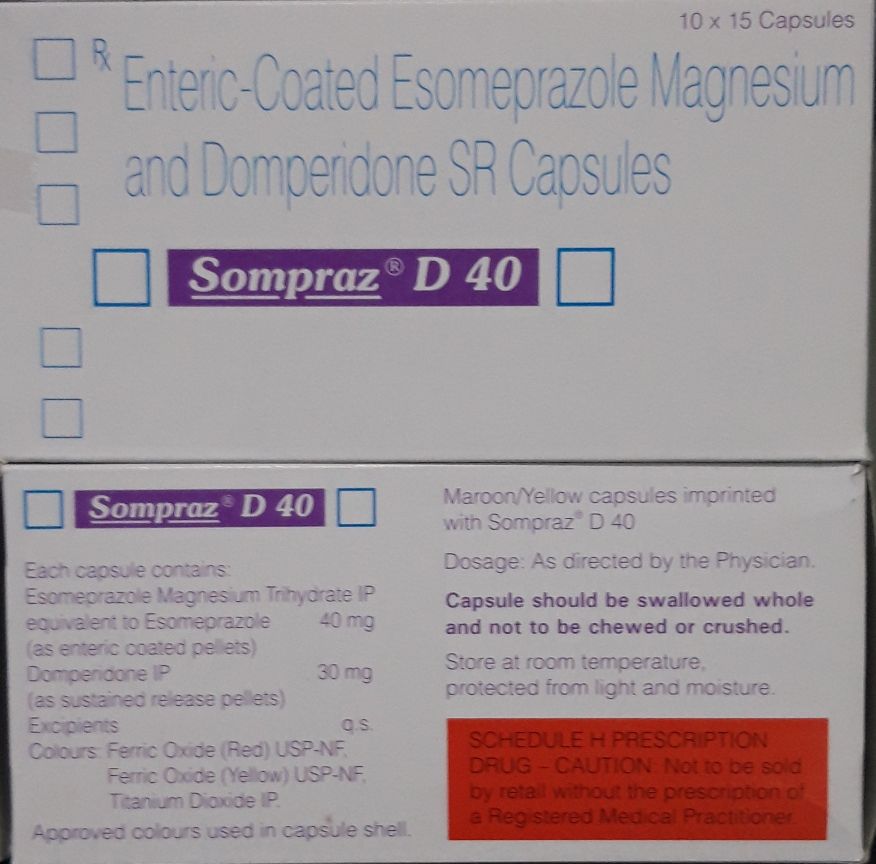 10 x 15 Capsules
Rx Enteric-Coated Esomeprazole Magnesium
and Domperidone SR Capsules
Sompraz® D 40
Sompraz® D 40
Each capsule contains:
Esomeprazole Magnesium Trihydrate IP
equivalent to Esomeprazole 40 mg
(as enteric coated pellets)
Domperidone IP 30 mg
(as sustained release pellets)
Excipients q.s.
Colours: Ferric Oxide (Red) USP-NF,
Ferric Oxide (Yellow) USP-NF,
Titanium Dioxide IP.
Approved colours used in capsule shell.
Maroon/Yellow capsules imprinted
with Sompraz® D 40
Dosage: As directed by the Physician.
Capsule should be swallowed whole
and not to be chewed or crushed.
Store at room temperature,
protected from light and moisture.
SCHEDULE H PRESCRIPTION
DRUG – CAUTION: Not to be sold
by retail without the prescription of
a Registered Medical Practitioner.